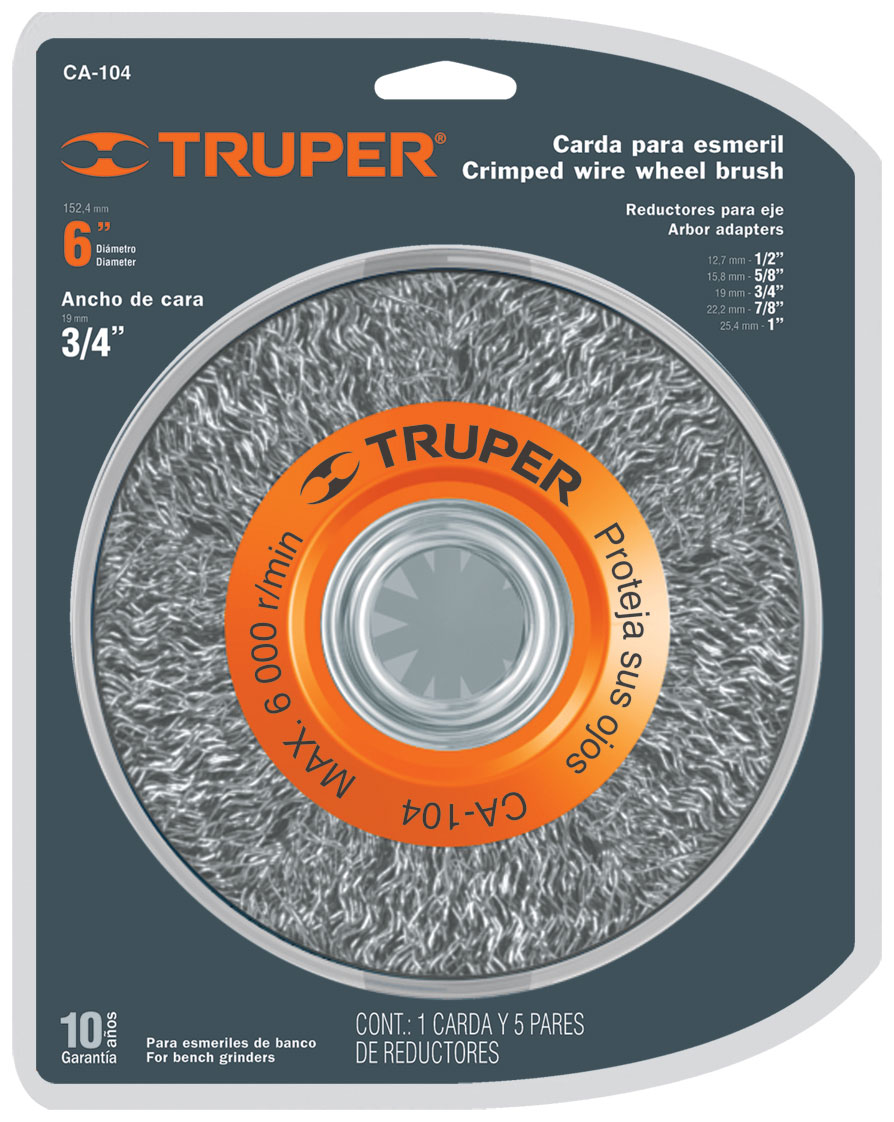 CA-104
TRUPER®
Carda para esmeril
Crimped wire wheel brush
152,4 mm
6”
Diámetro
Diameter
Reductores para eje
Arbor adapters
12,7 mm - 1/2”
15,8 mm - 5/8”
19 mm - 3/4”
22,2 mm - 7/8”
25,4 mm - 1”
Ancho de cara
19 mm
3/4”
TRUPER
Proteja sus ojos
CA-104
MAX. 6 000 r/min
10 años
Garantía
Para esmeriles de banco
For bench grinders
CONT.: 1 CARDA Y 5 PARES
DE REDUCTORES